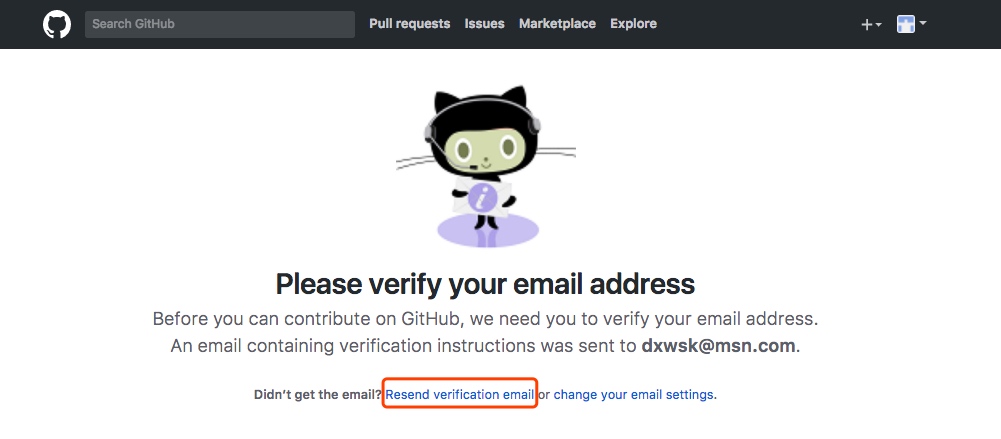 Search GitHub Pull requests Issues Marketplace Explore
Please verify your email address
Before you can contribute on GitHub, we need you to verify your email address.
An email containing verification instructions was sent to dxwsk@msn.com.
Didn't get the email? Resend verification email or change your email settings.